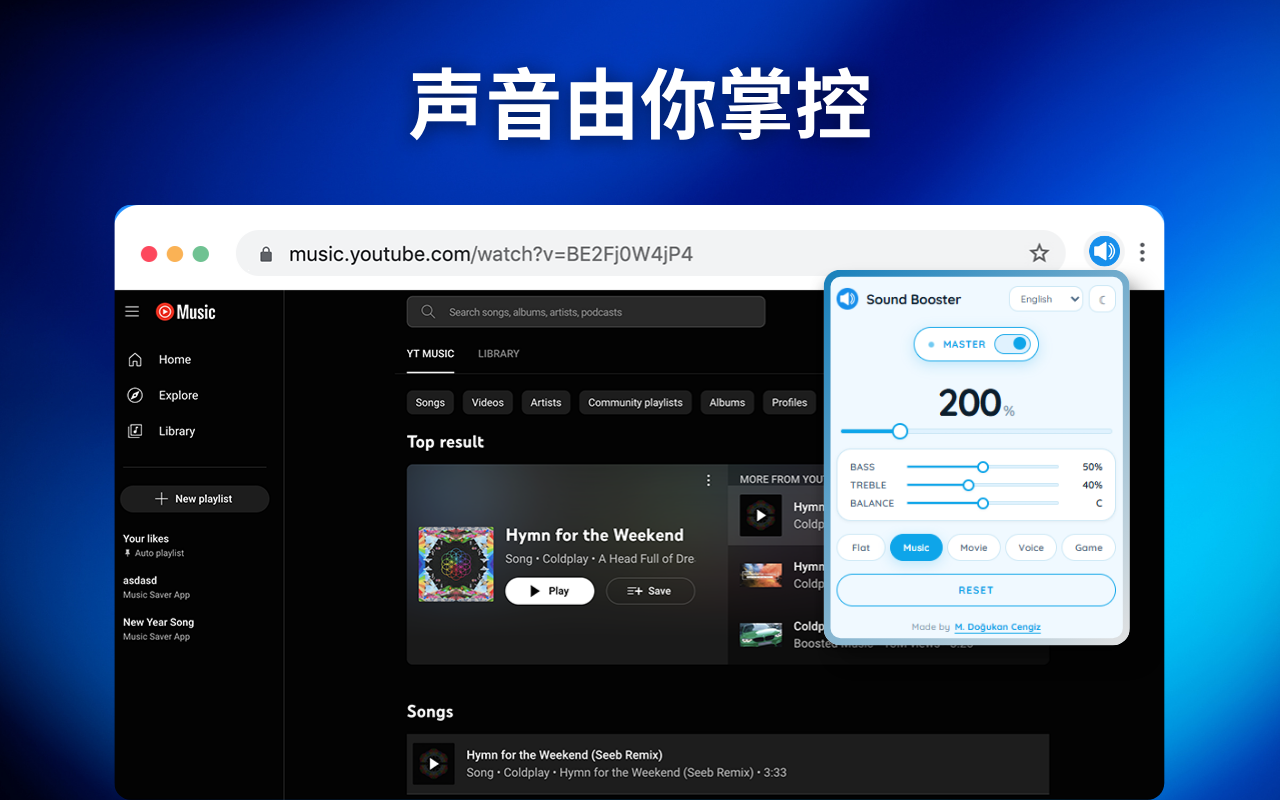 声音由你掌控
music.youtube.com/watch?v=BE2Fj0W4jP4
Music
Home
Explore
Library
New playlist
Your likes
Auto playlist
asdasd
Music Saver App
New Year Song
Music Saver App
Search songs, albums, artists, podcasts
YT MUSIC LIBRARY
Songs Videos Artists Community playlists Albums Profiles
Top result
Hymn for the Weekend
Song • Coldplay • A Head Full of Dre
Play Save
MORE FROM YOU
Hymn
Coldp
Hymn
Coldp
Coldp
Songs
Hymn for the Weekend (Seeb Remix)
Song • Coldplay • Hymn for the Weekend (Seeb Remix) • 3:33
Sound Booster English
MASTER
200%
BASS 50%
TREBLE 40%
BALANCE C
Flat Music Movie Voice Game
RESET
Made by M. Doğukan Cengiz